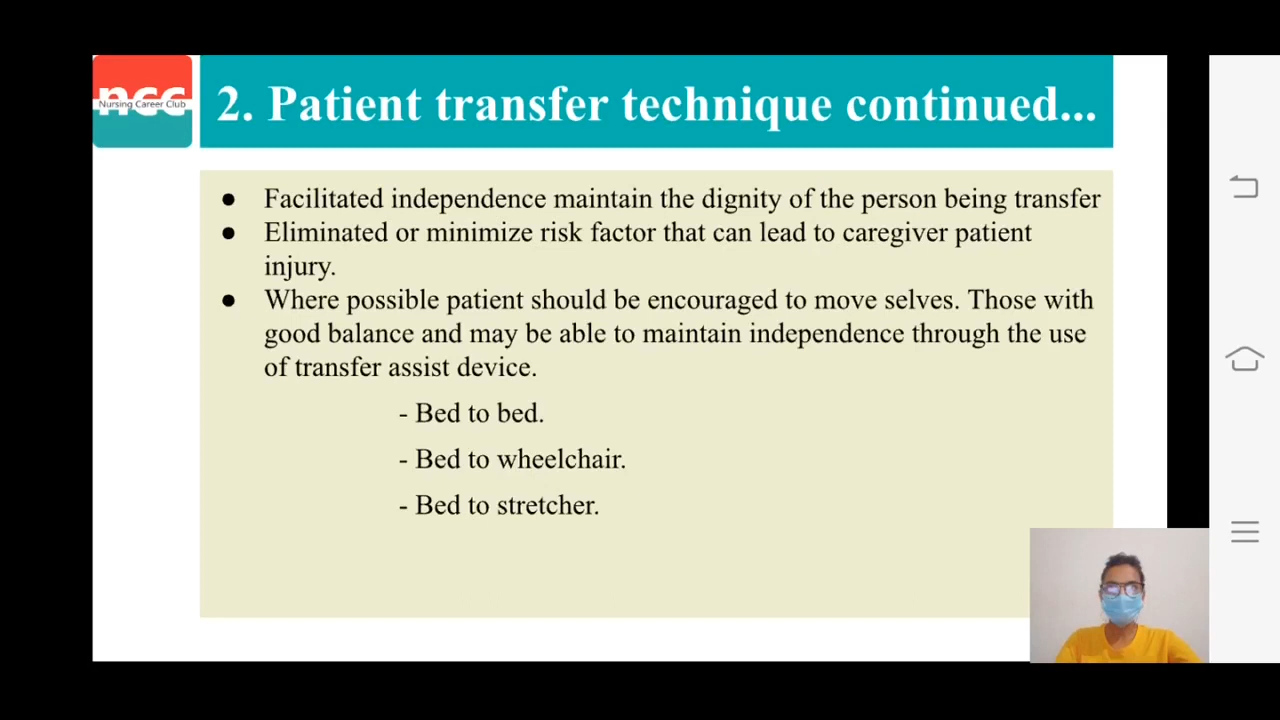 ncc
Nursing Career Club
2. Patient transfer technique continued...
● Facilitated independence maintain the dignity of the person being transfer
● Eliminated or minimize risk factor that can lead to caregiver patient
injury.
● Where possible patient should be encouraged to move selves. Those with
good balance and may be able to maintain independence through the use
of transfer assist device.
- Bed to bed.
- Bed to wheelchair.
- Bed to stretcher.